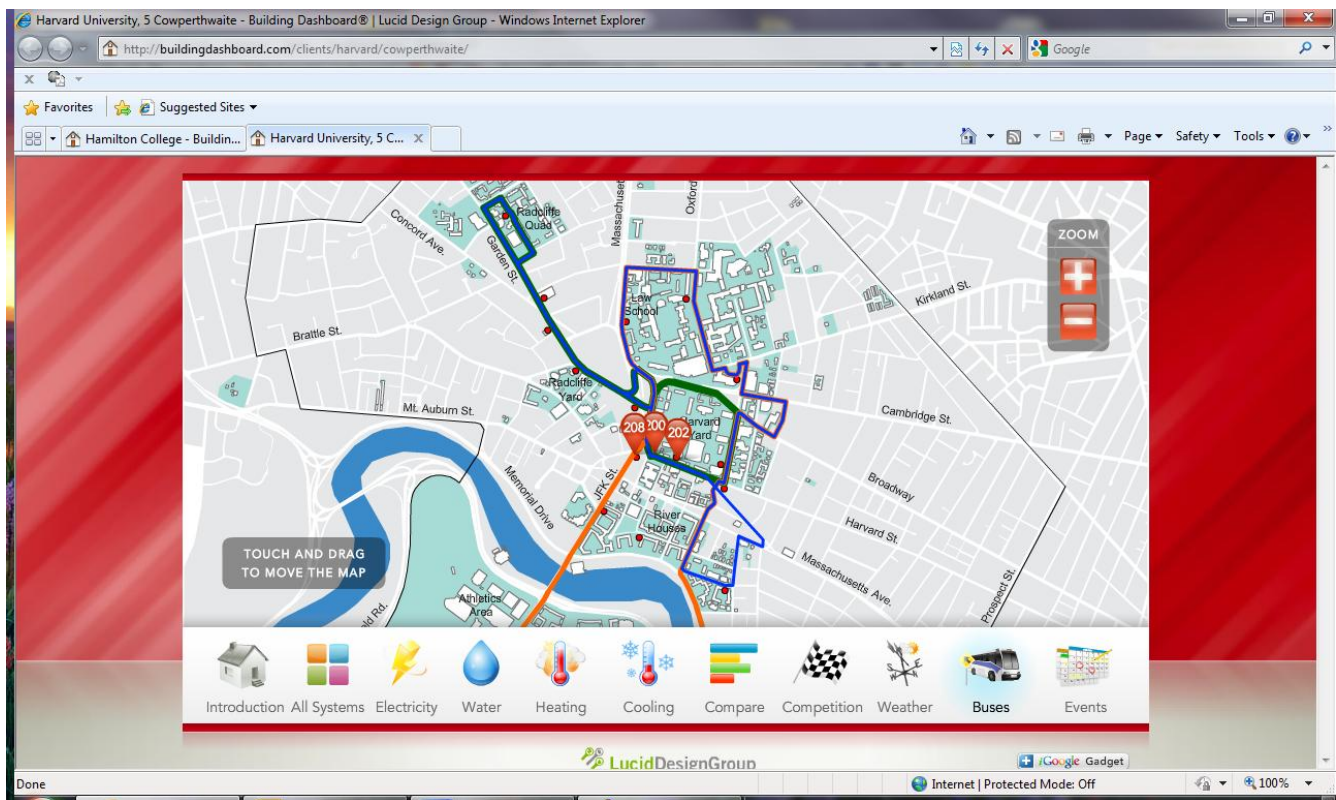 Harvard University, 5 Cowperthwaite - Building Dashboard® | Lucid Design Group - Windows Internet Explorer
http://buildingdashboard.com/clients/harvard/cowperthwaite/
Google
X
Favorites
Suggested Sites
Hamilton College - Buildin...
Harvard University, 5 C...
X
Page
Safety
Tools
Concord Ave.
Radcliffe
Quad
Garden St.
Massachuset
Oxford
ZOOM
Kirkland St.
Law
School
Brattle St.
Radcliffe
Yard
Mt. Auburn St.
Cambridge St.
208
200
202
Yard
Broadway
Memorial Drive
JFK St.
River
Houses
Harvard St.
Massachusetts Ave.
Prospect St.
TOUCH AND DRAG
TO MOVE THE MAP
Athletics
Area
Rd.
Introduction
All Systems
Electricity
Water
Heating
Cooling
Compare
Competition
Weather
Buses
Events
LucidDesignGroup
iGoogle Gadget
Done
Internet | Protected Mode: Off
100%